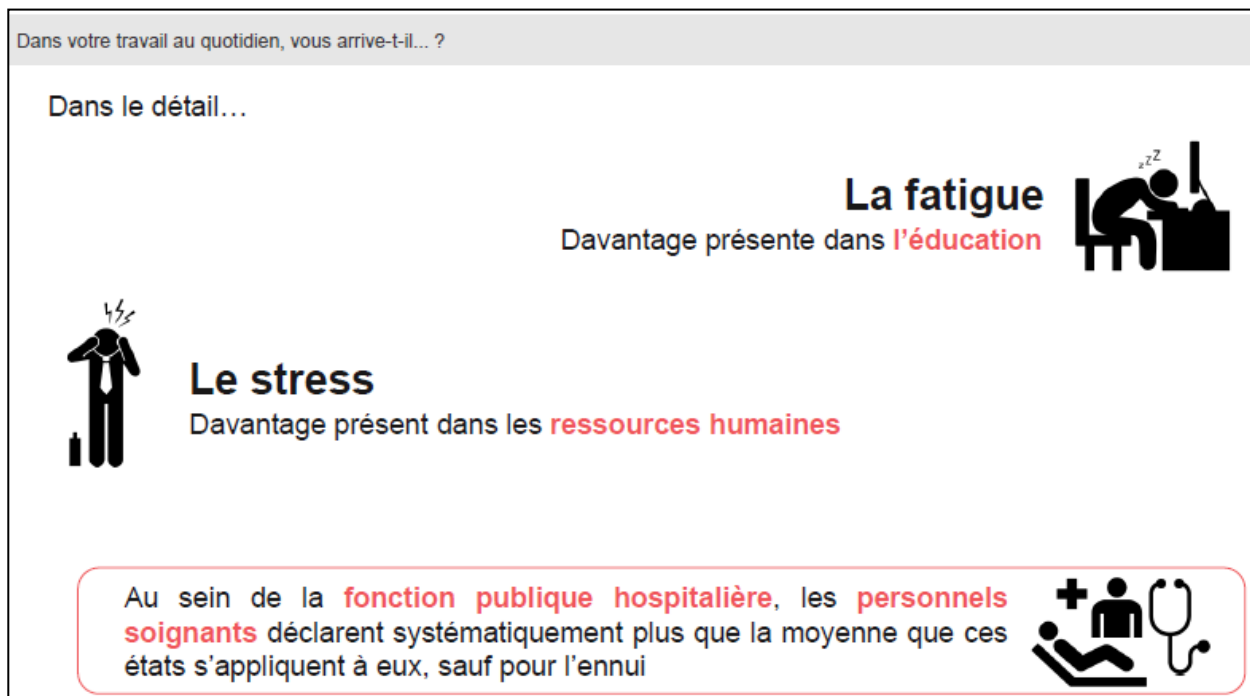 Dans votre travail au quotidien, vous arrive-t-il... ?
Dans le détail…
zZZ
La fatigue
Davantage présente dans l'éducation
Le stress
Davantage présent dans les ressources humaines
Au sein de la fonction publique hospitalière, les personnels
soignants déclarent systématiquement plus que la moyenne que ces
états s'appliquent à eux, sauf pour l'ennui